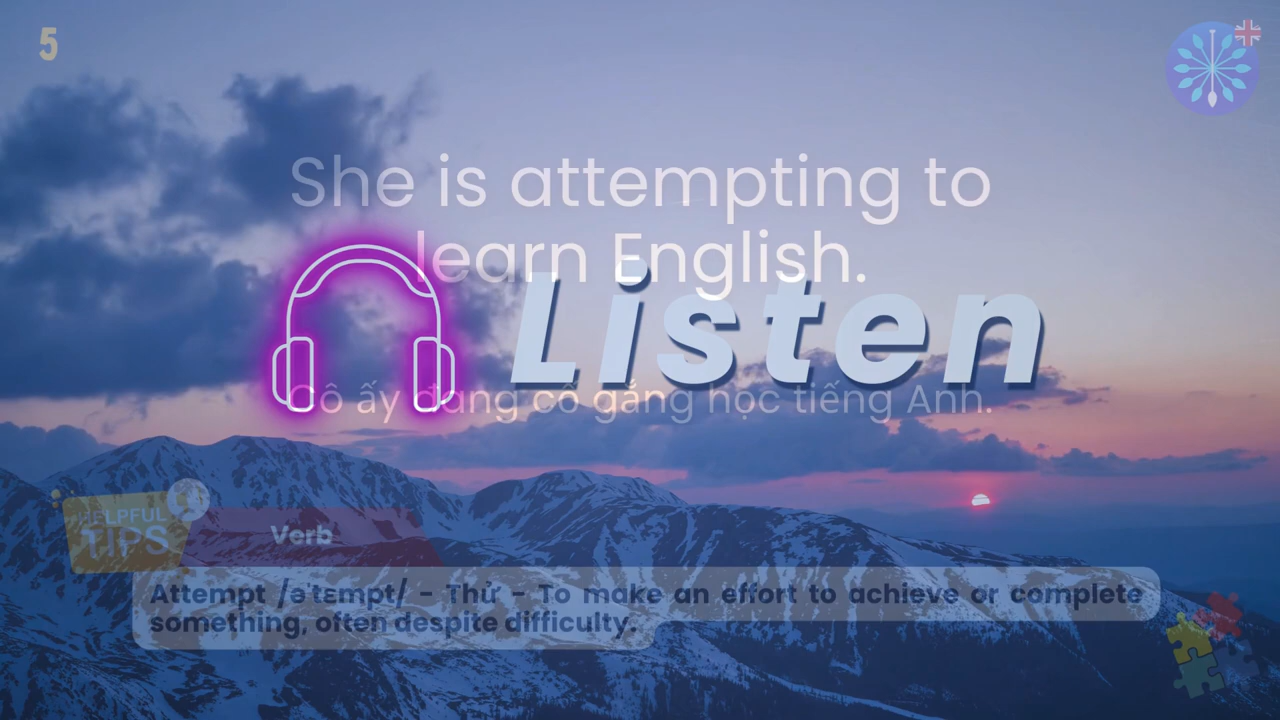 5
She is attempting to
learn English.
Listen
Cô ấy đang cố gắng học tiếng Anh.
HELPFUL
TIPS
Verb
Attempt /ə'tɛmpt/ - Thử - To make an effort to achieve or complete
something, often despite difficulty.